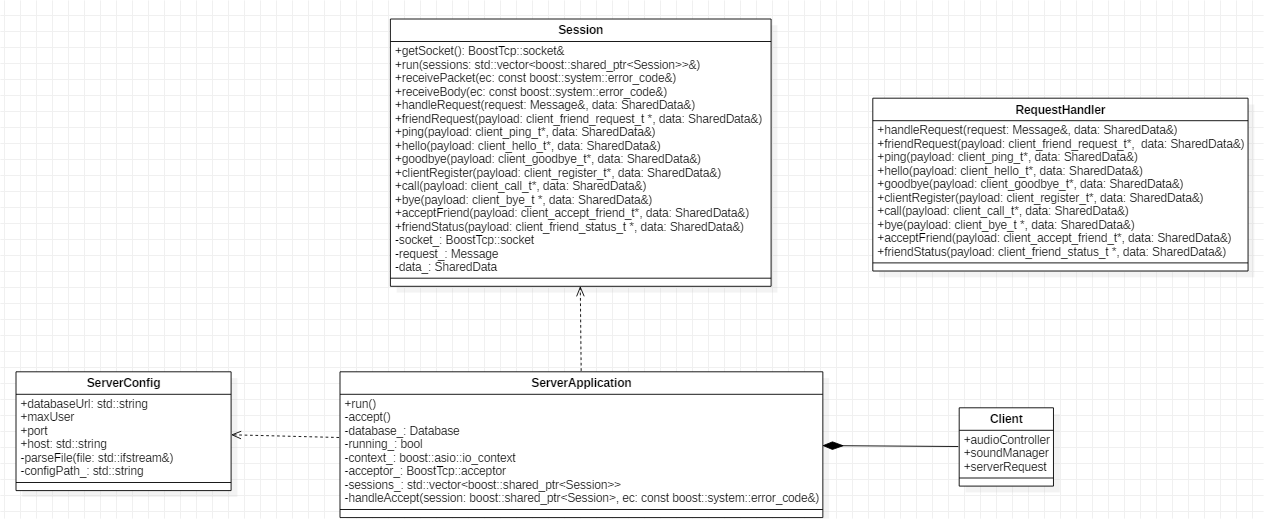 Session
+getSocket(): BoostTcp::socket&
+run(sessions: std::vector<boost::shared_ptr<Session>>&)
+receivePacket(ec: const boost::system::error_code&)
+receiveBody(ec: const boost::system::error_code&)
+handleRequest(request: Message&, data: SharedData&)
+friendRequest(payload: client_friend_request_t *, data: SharedData&)
+ping(payload: client_ping_t*, data: SharedData&)
+hello(payload: client_hello_t*, data: SharedData&)
+goodbye(payload: client_goodbye_t*, data: SharedData&)
+clientRegister(payload: client_register_t*, data: SharedData&)
+call(payload: client_call_t*, data: SharedData&)
+bye(payload: client_bye_t *, data: SharedData&)
+acceptFriend(payload: client_accept_friend_t*, data: SharedData&)
+friendStatus(payload: client_friend_status_t *, data: SharedData&)
-socket_: BoostTcp::socket
-request_: Message
-data_: SharedData
RequestHandler
+handleRequest(request: Message&, data: SharedData&)
+friendRequest(payload: client_friend_request_t*,  data: SharedData&)
+ping(payload: client_ping_t*, data: SharedData&)
+hello(payload: client_hello_t*, data: SharedData&)
+goodbye(payload: client_goodbye_t*, data: SharedData&)
+clientRegister(payload: client_register_t*, data: SharedData&)
+call(payload: client_call_t*, data: SharedData&)
+bye(payload: client_bye_t *, data: SharedData&)
+acceptFriend(payload: client_accept_friend_t*, data: SharedData&)
+friendStatus(payload: client_friend_status_t *, data: SharedData&)
ServerConfig
+databaseUrl: std::string
+maxUser
+port
+host: std::string
-parseFile(file: std::ifstream&)
-configPath_: std::string
ServerApplication
+run()
-accept()
-database_: Database
-running_: bool
-context_: boost::asio::io_context
-acceptor_: BoostTcp::acceptor
-sessions_: std::vector<boost::shared_ptr<Session>>
-handleAccept(session: boost::shared_ptr<Session>, ec: const boost::system::error_code&)
Client
+audioController
+soundManager
+serverRequest